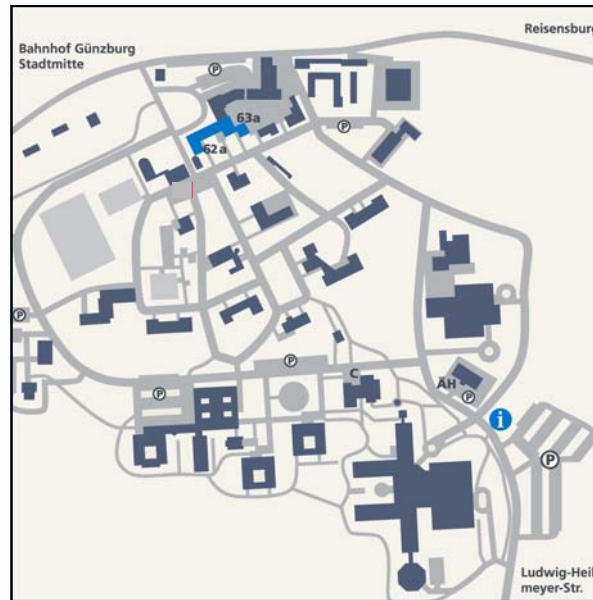 Bahnhof Günzburg
Stadtmitte
Reisensburg
P
63a
P
62a
P
P
C
P
ÄH
P
i
P
Ludwig-Heil
meyer-Str.